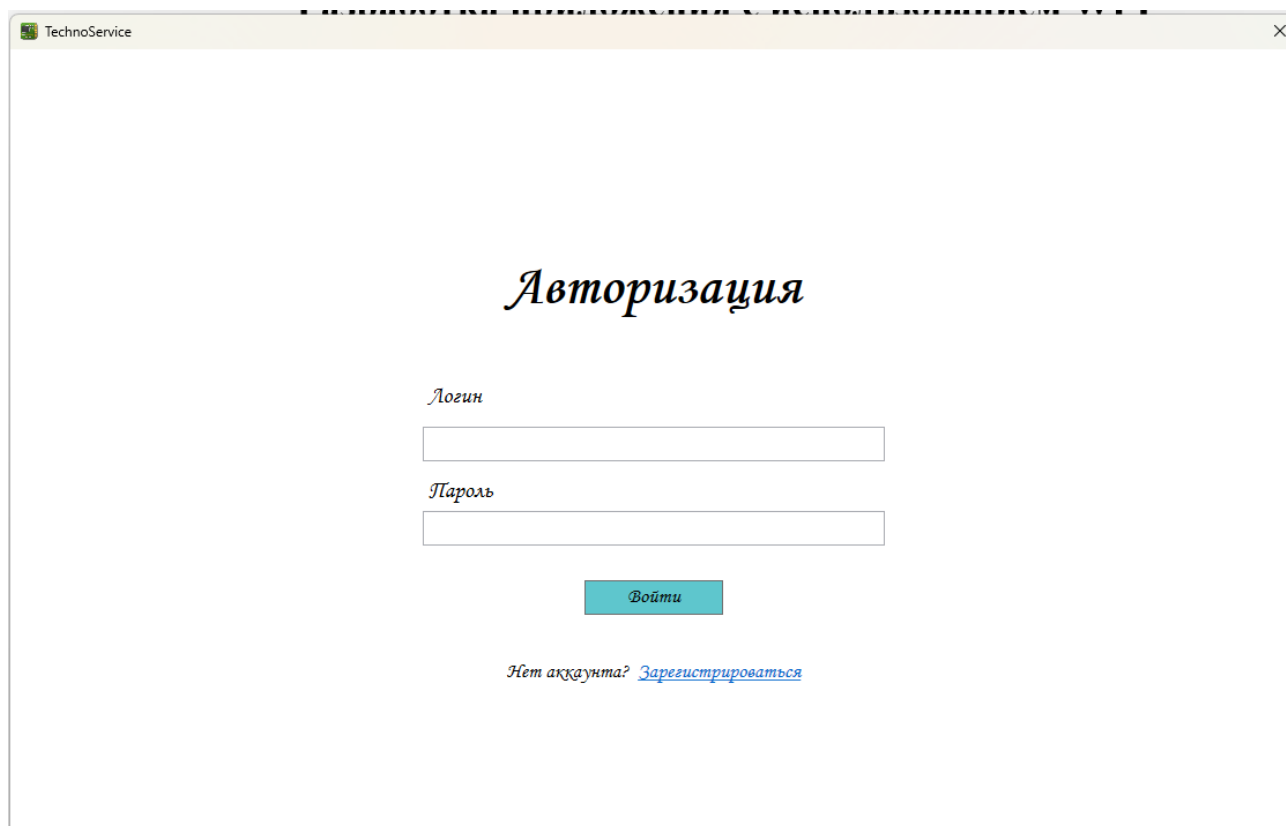 TechnoService
Авторизация
Логин
Пароль
Войти
Нет аккаунта? Зарегистрироваться